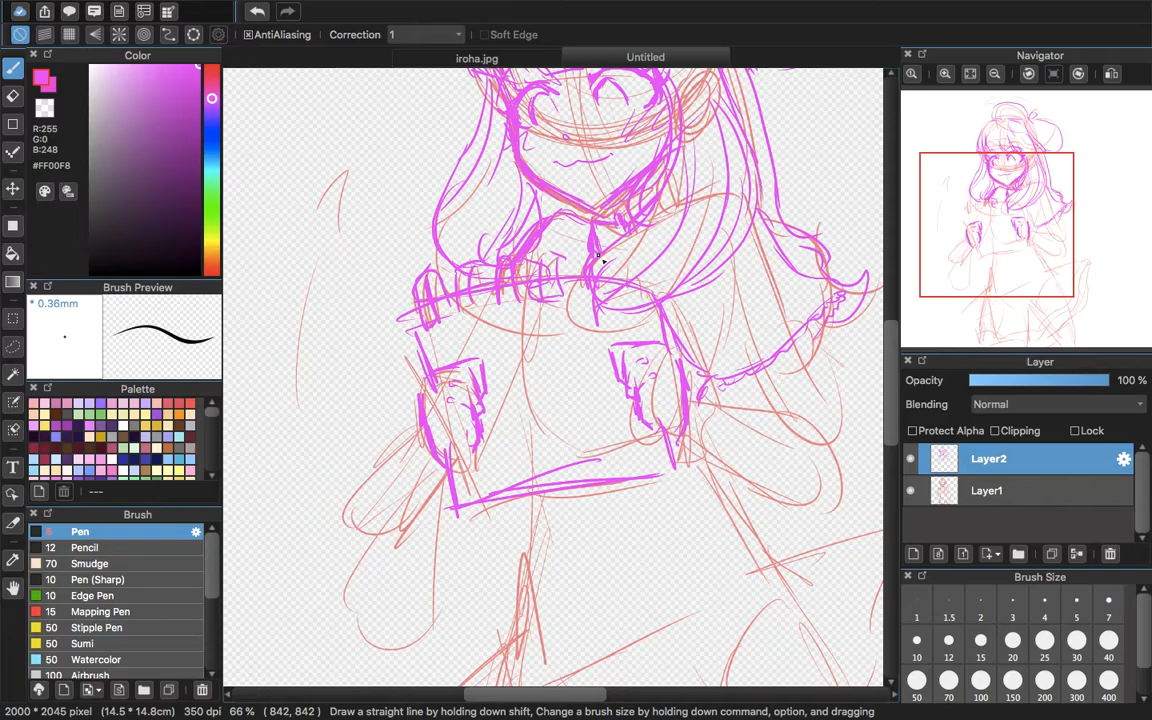 AntiAliasing Correction 1 Soft Edge
iroha.jpg Untitled
Color
R:255
G:0
B:248
#FF00F8
Brush Preview
* 0.36mm
Palette
---
Brush
5 Pen
12 Pencil
70 Smudge
10 Pen (Sharp)
10 Edge Pen
15 Mapping Pen
50 Stipple Pen
50 Sumi
50 Watercolor
100 Airbrush
Navigator
Layer
Opacity 100 %
Blending Normal
Protect Alpha Clipping Lock
Layer2
Layer1
Brush Size
1 1.5 2 3 4 5 7
10 12 15 20 25 30 40
50 70 100 150 200 300 400
2000 * 2045 pixel (14.5 * 14.8cm) 350 dpi 66 % ( 842, 842 ) Draw a straight line by holding down shift, Change a brush size by holding down command, option, and dragging